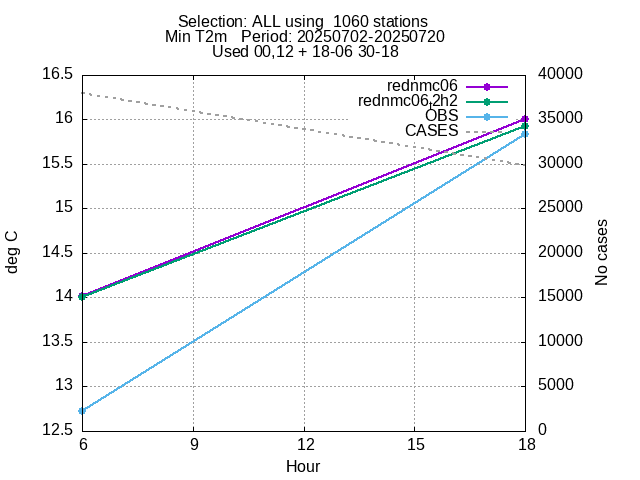 Selection: ALL using  1060 stations
Min T2m   Period: 20250702-20250720
Used 00,12 + 18-06 30-18
rednmc06
rednmc06,2h2
OBS
CASES
16.5
16
15.5
15
14.5
14
13.5
13
12.5
deg C
40000
35000
30000
25000
20000
15000
10000
5000
0
No cases
6
9
12
15
18
Hour